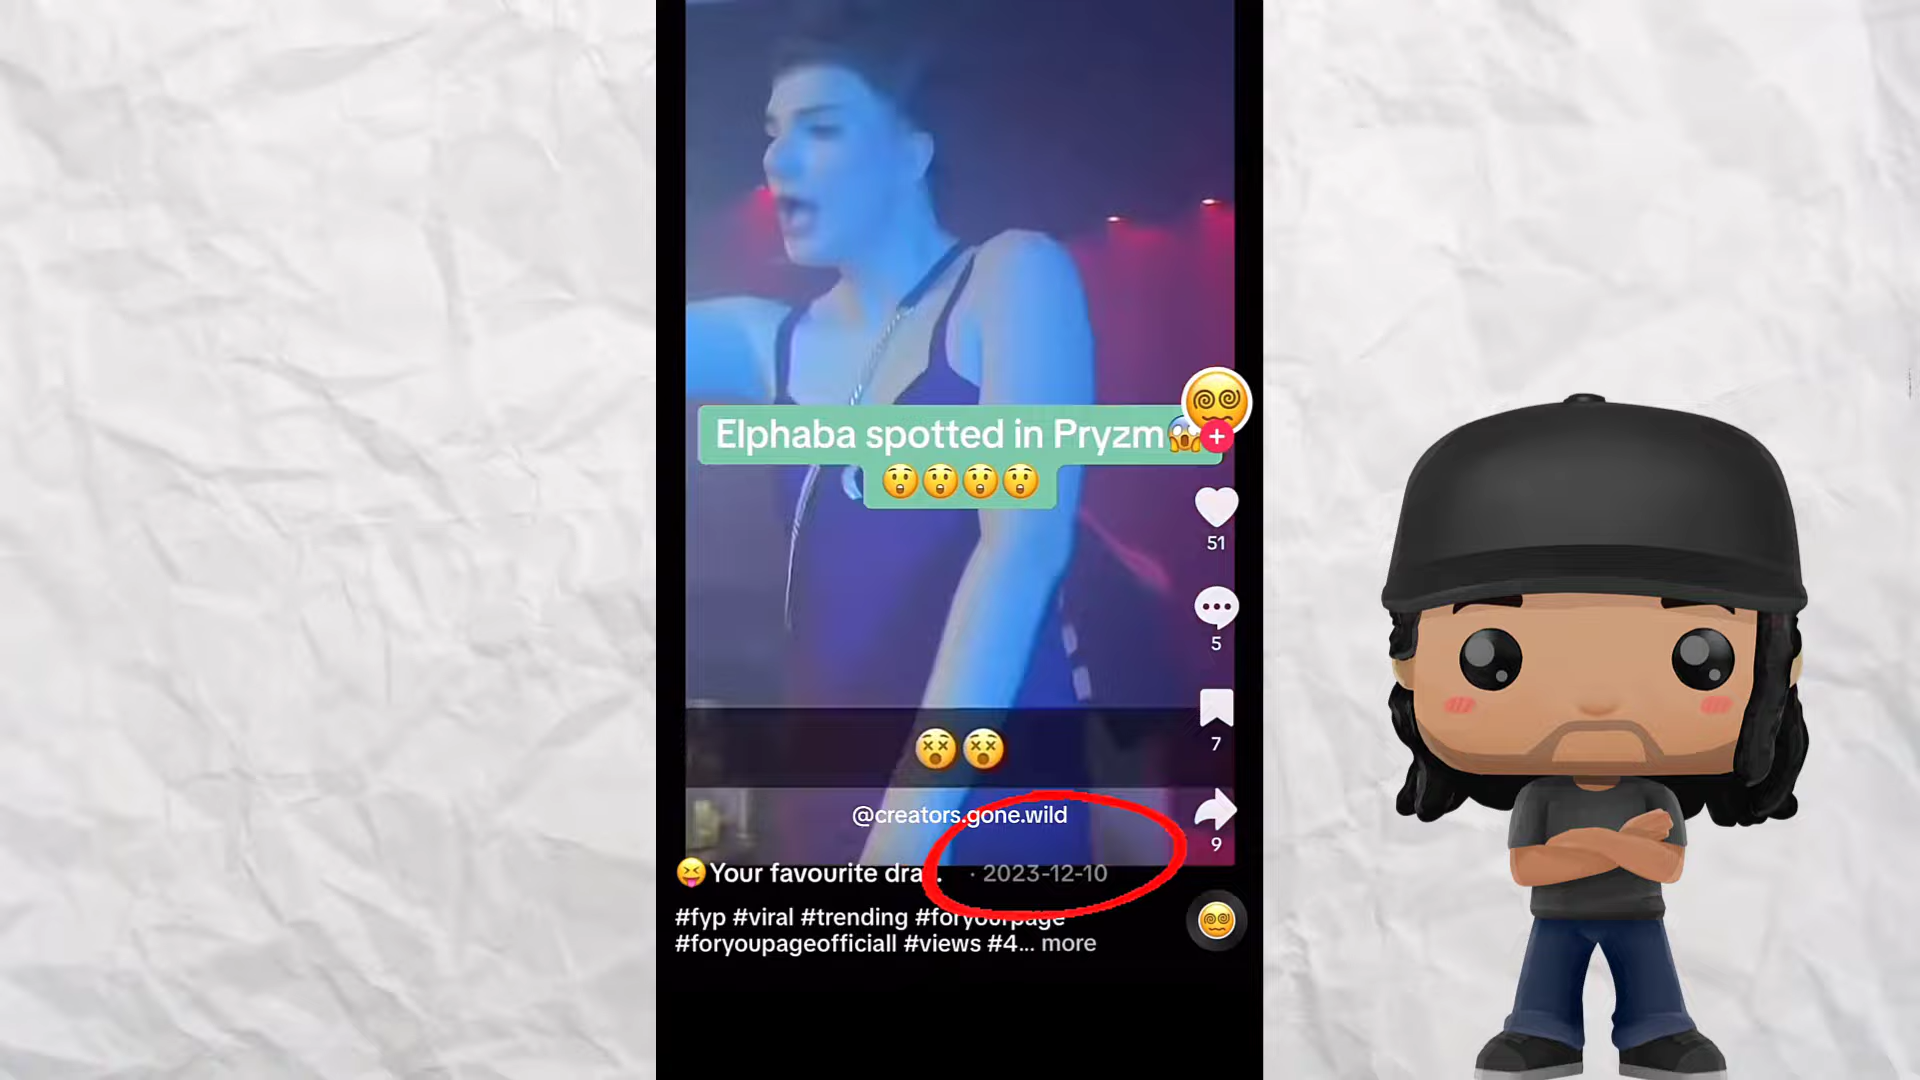 Elphaba spotted in Pryzm😱
😲😲😲😲
51
5
7
9
😵😵
@creators.gone.wild
😝Your favourite dra... · 2023-12-10
#fyp #viral #trending #foryourpage
#foryoupageofficiall #views #4... more